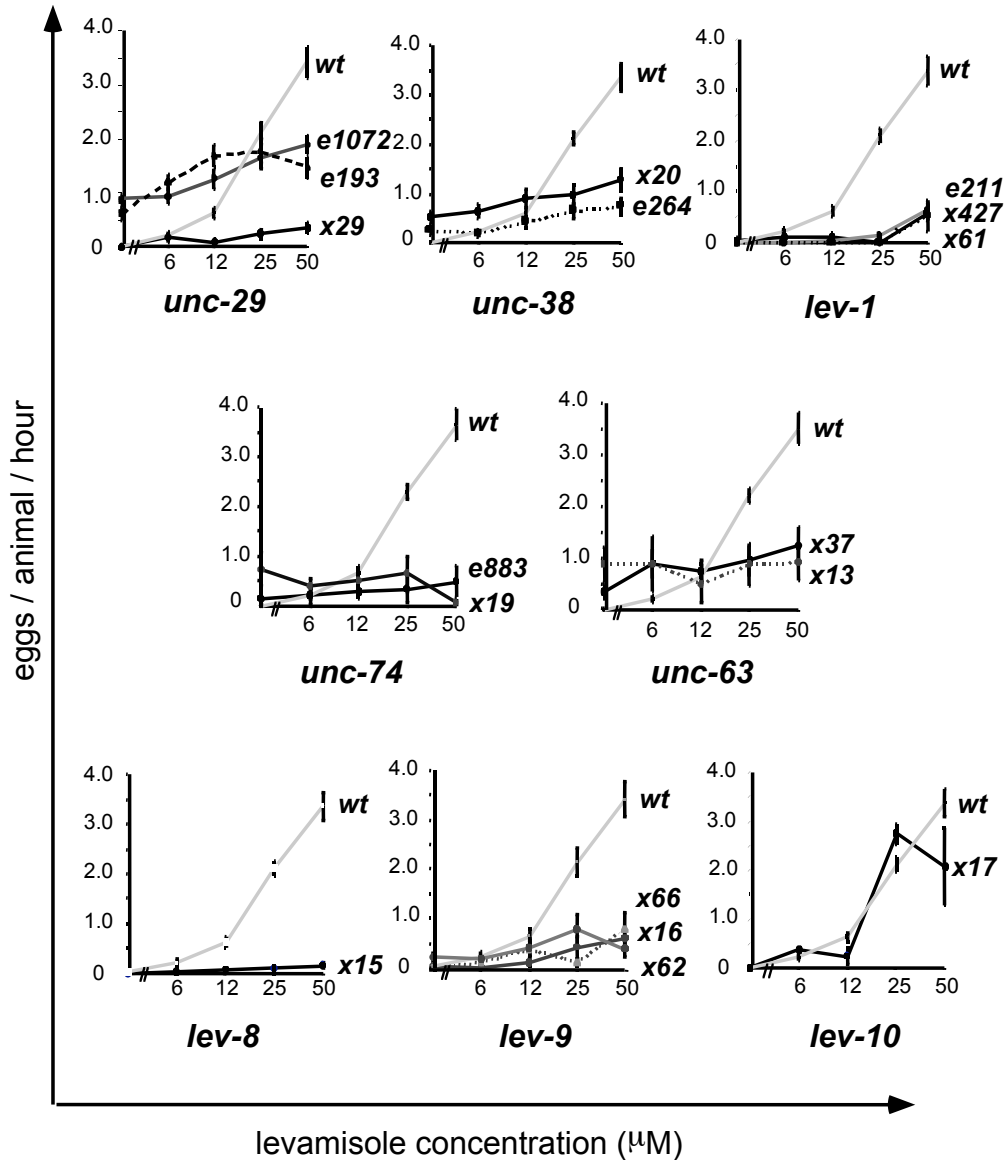 eggs / animal / hour
4.0
3.0
2.0
1.0
0
wt
e1072
e193
x29
6 12 25 50
unc-29
4.0
3.0
2.0
1.0
0
wt
x20
e264
6 12 25 50
unc-38
4.0
3.0
2.0
1.0
0
wt
e211
x427
x61
6 12 25 50
lev-1
4.0
3.0
1.0
0
wt
e883
x19
6 12 25 50
unc-74
4.0
3.0
2.0
1.0
0
wt
x37
x13
6 12 25 50
unc-63
4.0
3.0
2.0
1.0
0
wt
x15
6 12 25 50
lev-8
4.0
3.0
2.0
1.0
0
wt
x66
x16
x62
6 12 25 50
lev-9
4.0
3.0
2.0
1.0
0
wt
x17
6 12 25 50
lev-10
levamisole concentration (μM)